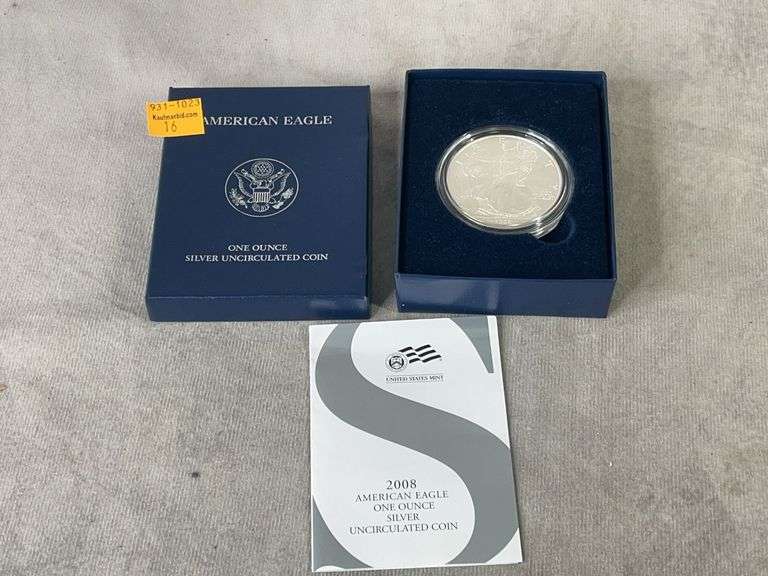 931-1023
Kaufmanbid.com
16
AMERICAN EAGLE
ONE OUNCE
SILVER UNCIRCULATED COIN
UNITED STATES MINT
2008
AMERICAN EAGLE
ONE OUNCE
SILVER
UNCIRCULATED COIN